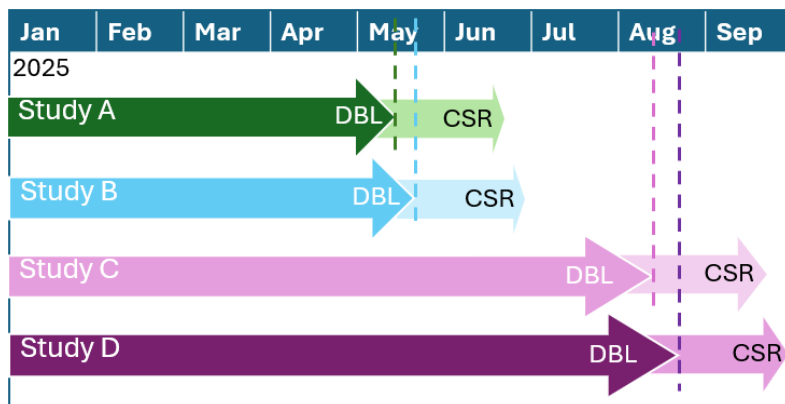 Jan Feb Mar Apr May Jun Jul Aug Sep
2025
Study A DBL CSR
Study B DBL CSR
Study C DBL CSR
Study D DBL CSR